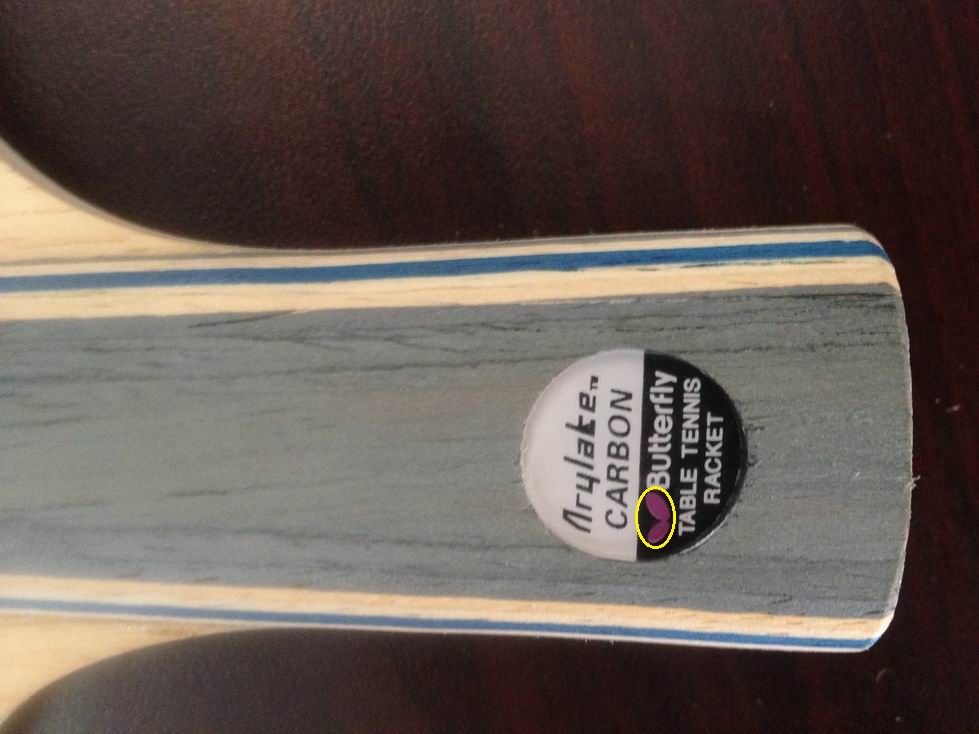 Arylate™
CARBON
Butterfly
TABLE TENNIS
RACKET